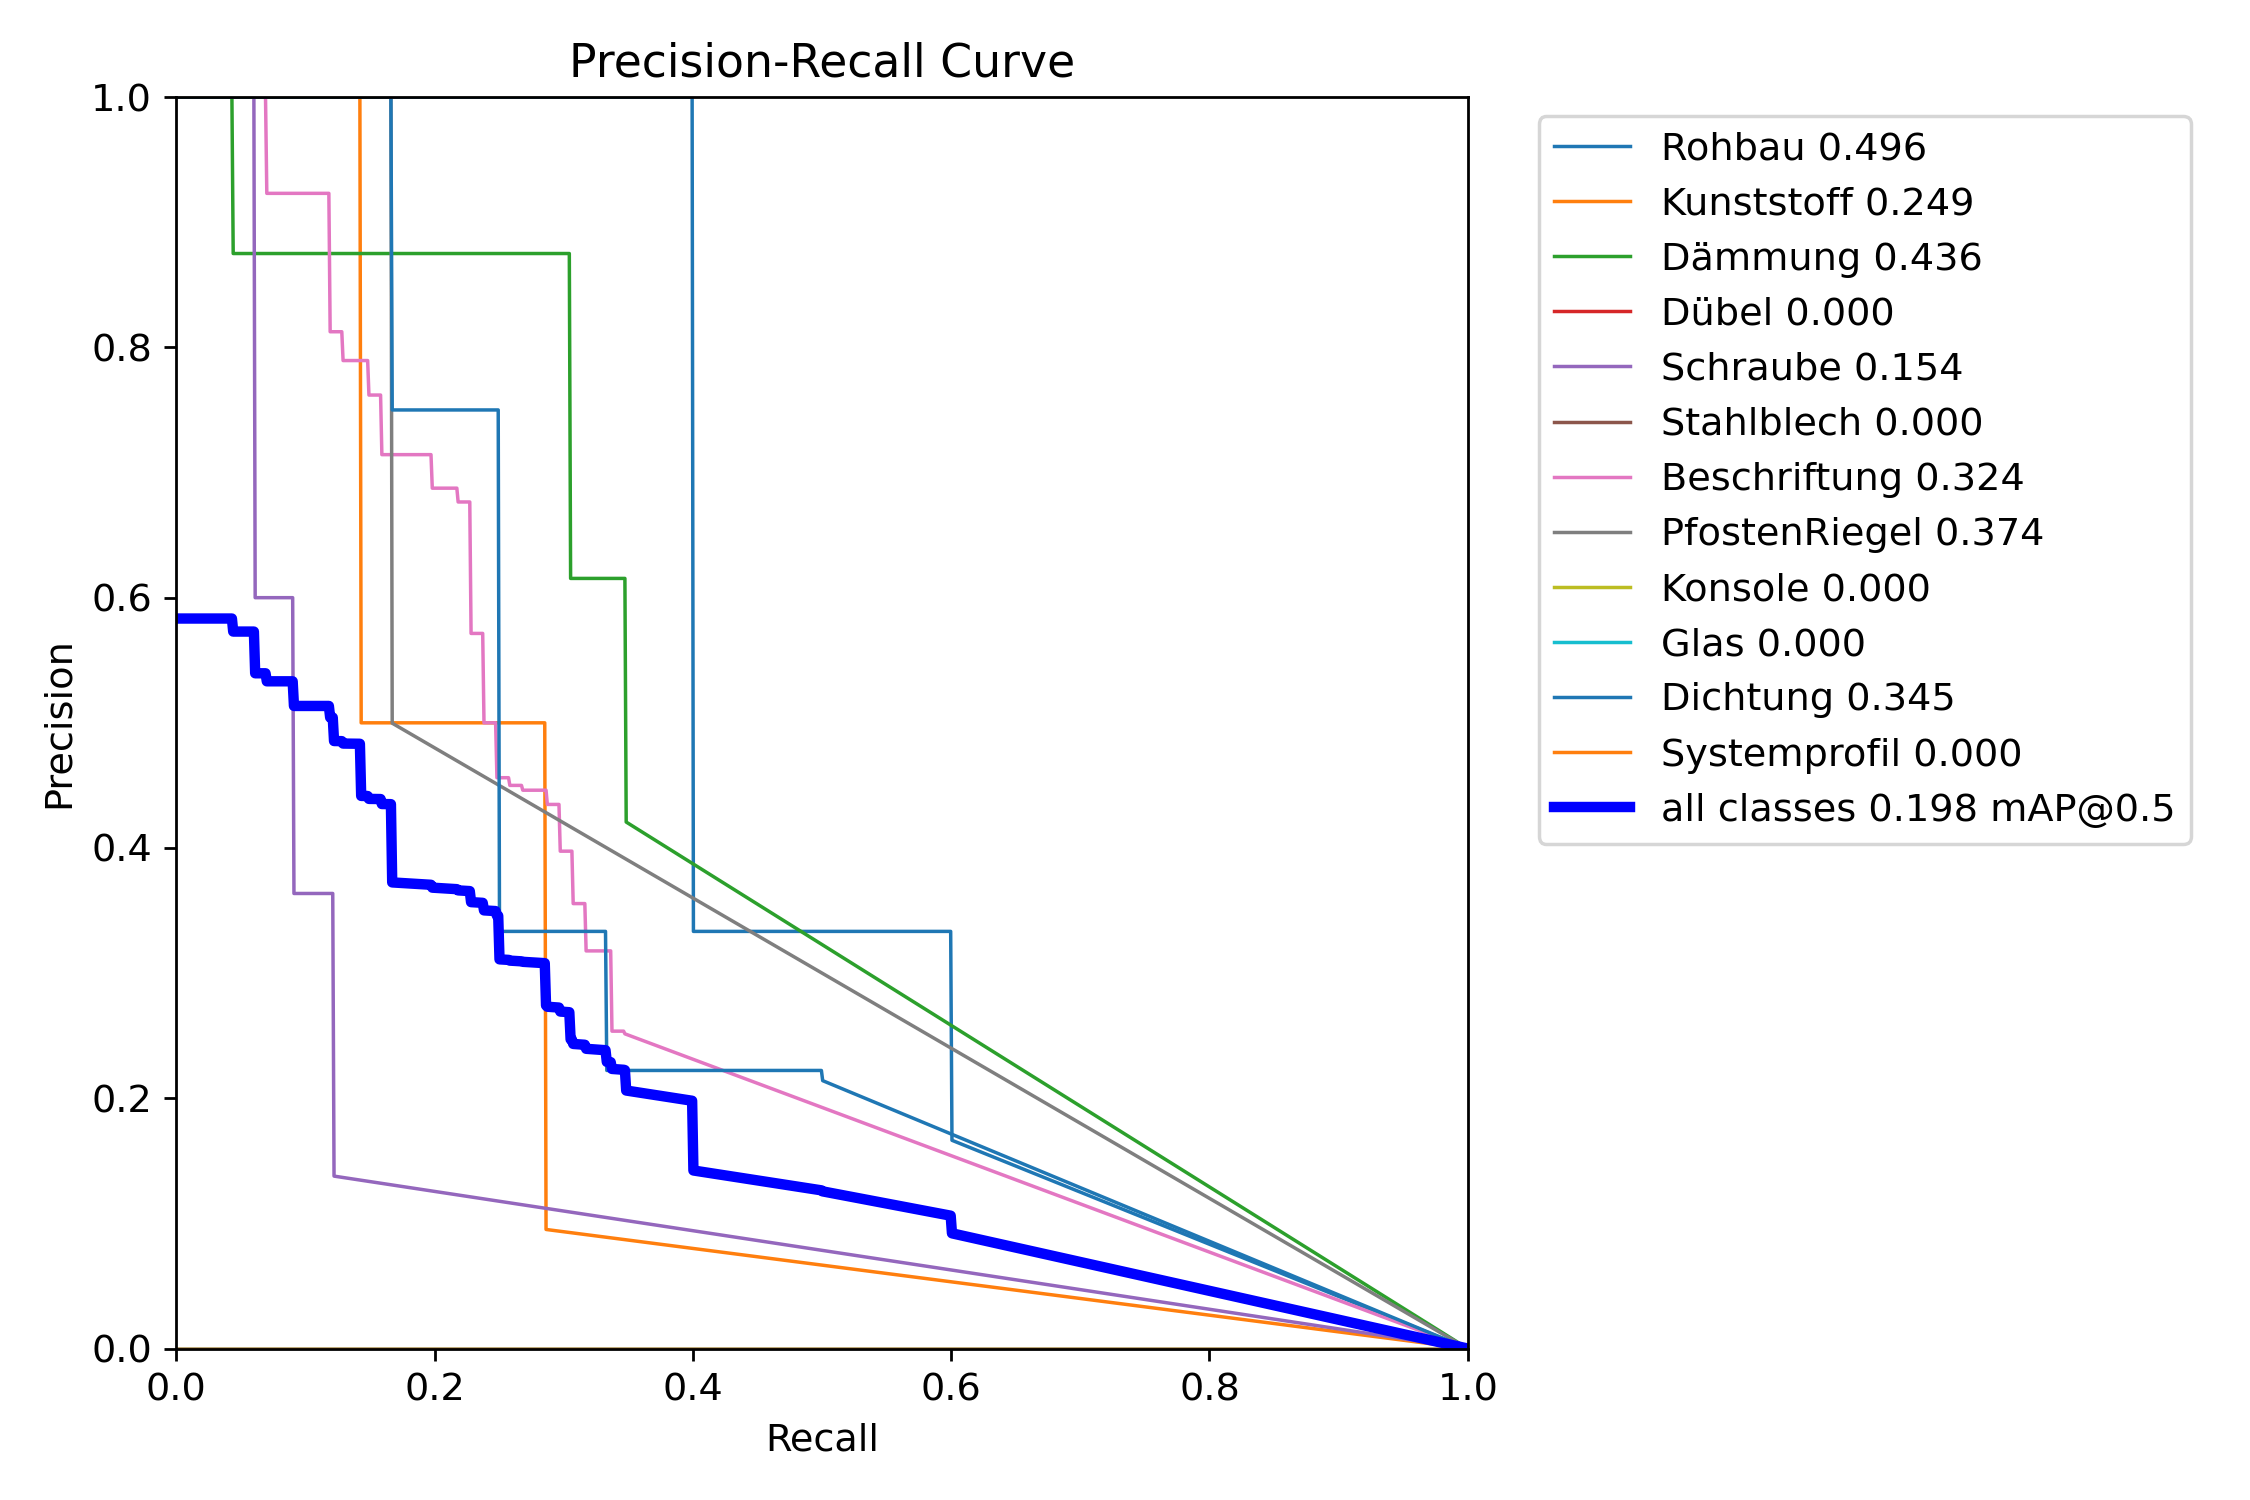 Precision-Recall Curve
1.0
0.8
0.6
0.4
0.2
0.0
Precision
0.0 0.2 0.4 0.6 0.8 1.0
Recall
Rohbau 0.496
Kunststoff 0.249
Dämmung 0.436
Dübel 0.000
Schraube 0.154
Stahlblech 0.000
Beschriftung 0.324
PfostenRiegel 0.374
Konsole 0.000
Glas 0.000
Dichtung 0.345
Systemprofil 0.000
all classes 0.198 mAP@0.5